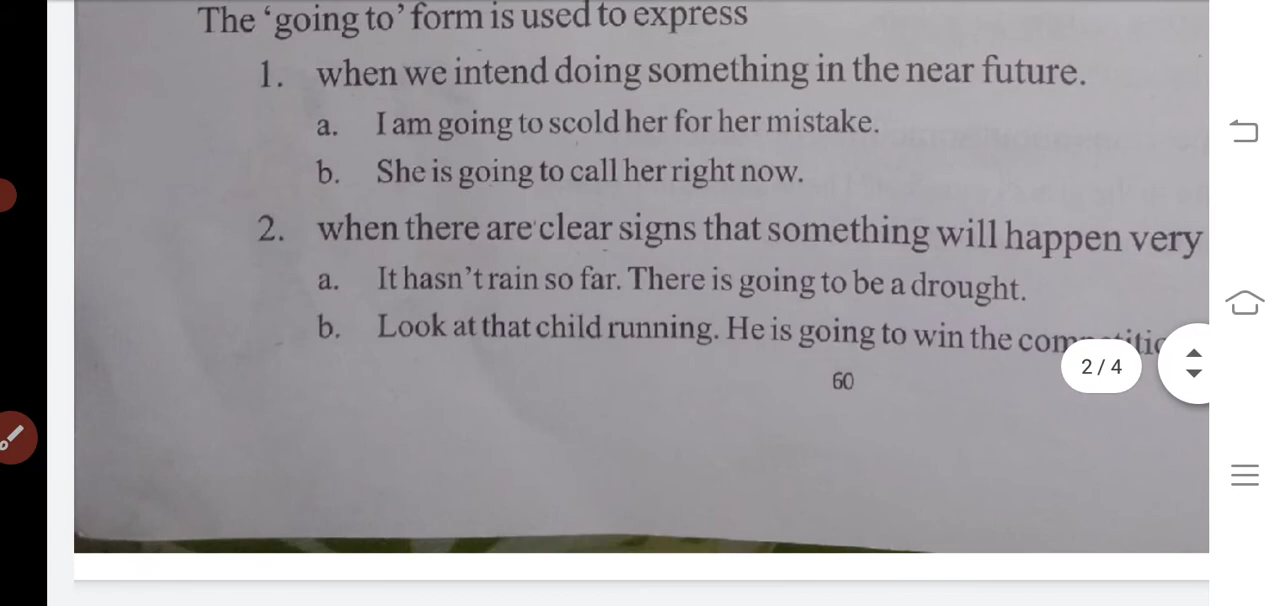 The 'going to' form is used to express
1. when we intend doing something in the near future.
a. I am going to scold her for her mistake.
b. She is going to call her right now.
2. when there are clear signs that something will happen very
a. It hasn't rain so far. There is going to be a drought.
b. Look at that child running. He is going to win the
2 / 4
60